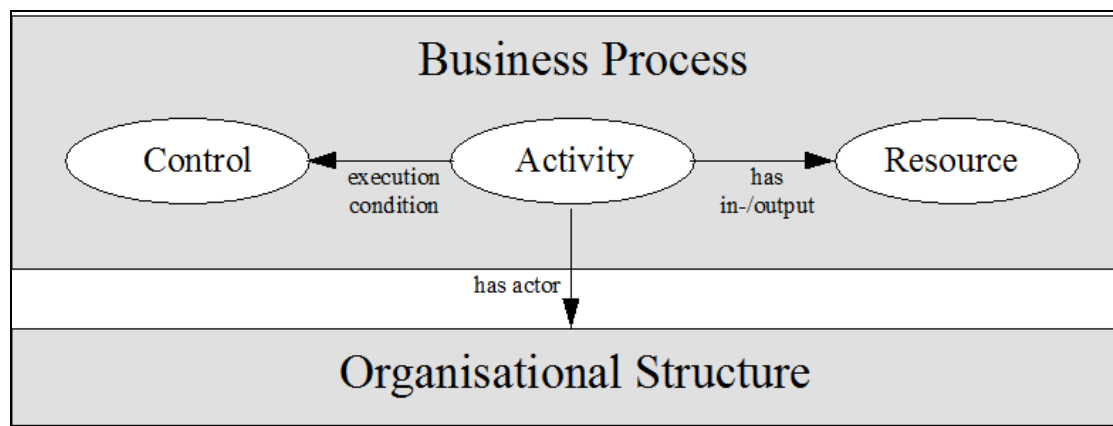 Business Process
Control
Activity
Resource
execution
condition
has
in-/output
has actor
Organisational Structure